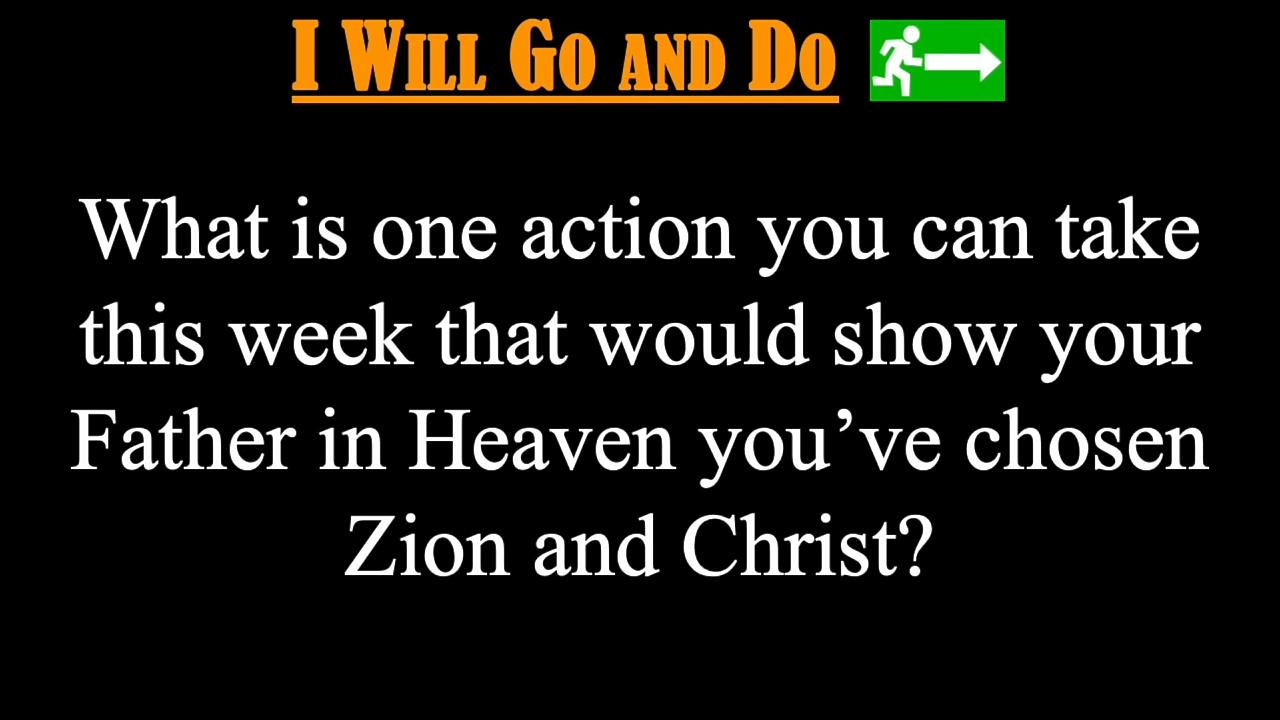 I Will Go and Do
What is one action you can take
this week that would show your
Father in Heaven you’ve chosen
Zion and Christ?